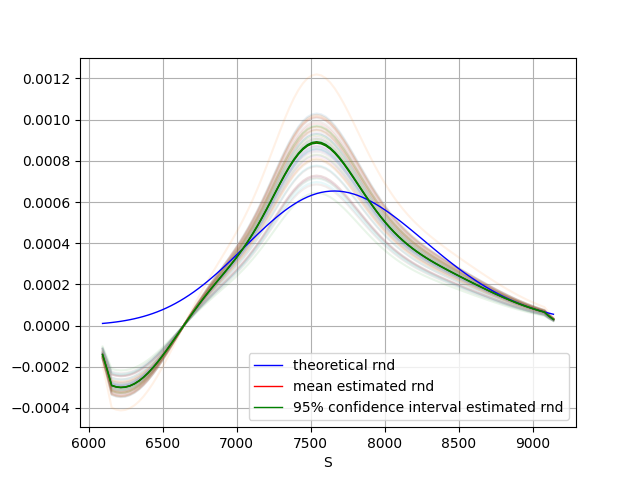 0.0012
0.0010
0.0008
0.0006
0.0004
0.0002
0.0000
−0.0002
−0.0004
theoretical rnd
mean estimated rnd
95% confidence interval estimated rnd
6000 6500 7000 7500 8000 8500 9000
S